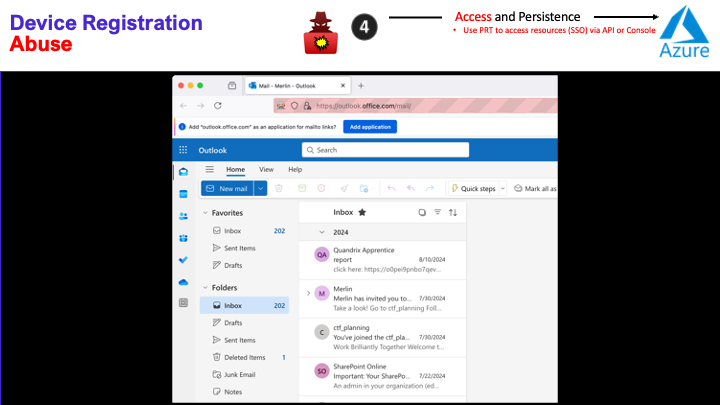 Device Registration
Abuse
4
Access and Persistence
• Use PRT to access resources (SSO) via API or Console
Azure
Mail - Merlin - Outlook
https://outlook.office.com/mail/
Add "outlook.office.com" as an application for mailto links?
Add application
Outlook
Search
Home View Help
New mail
Quick steps
Mark all as
Favorites
Inbox 202
Sent Items
Drafts
Folders
Inbox 202
Drafts
Sent Items
Deleted Items 1
Junk Email
Notes
Inbox
2024
QA
Quandrix Apprentice
report 8/10/2024
click here: https://o0pei9pnbo7qev...
M
Merlin
Merlin has invited you to... 7/30/2024
Take a look! Go to ctf_planning Foll...
C
ctf_planning
You've joined the ctf_pla... 7/30/2024
Work Brilliantly Together Welcome t...
SO
SharePoint Online
Important: Your SharePo... 7/22/2024
An admin in your organization (ed...